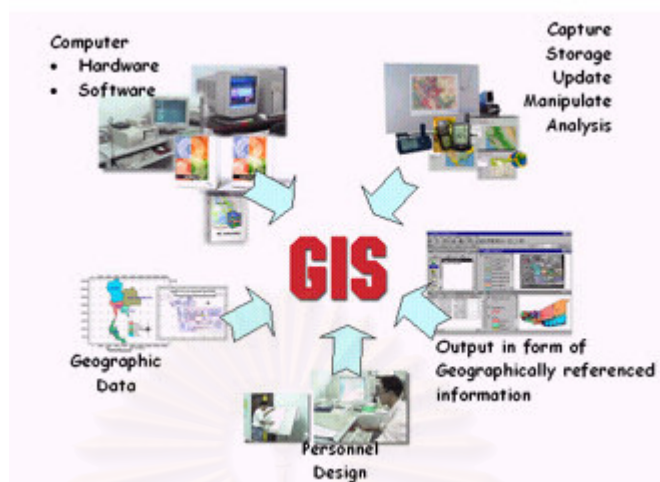 Computer
• Hardware
• Software
Capture
Storage
Update
Manipulate
Analysis
GIS
Geographic
Data
Output in form of
Geographically referenced
information
Personnel
Design